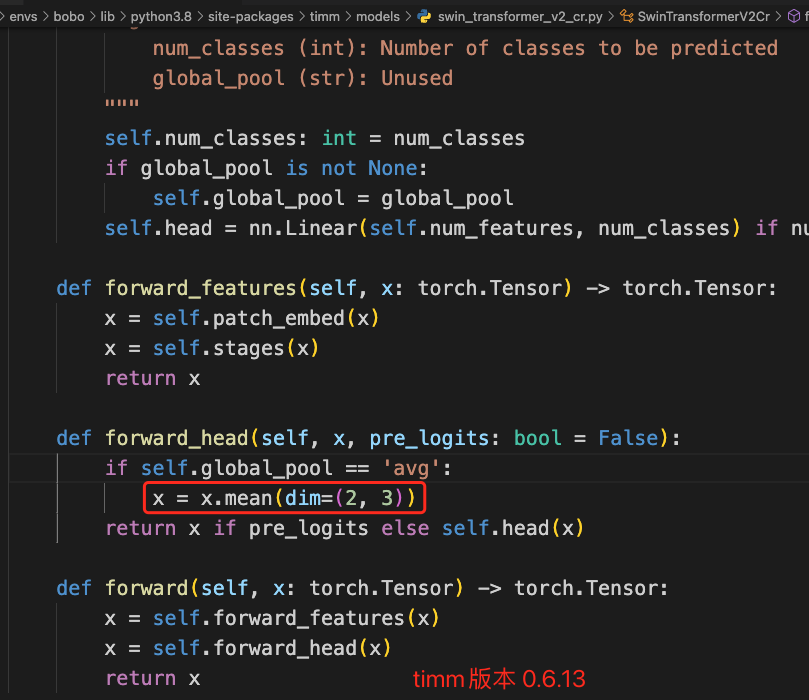 envs > bobo > lib > python3.8 > site-packages > timm > models > swin_transformer_v2_cr.py > SwinTransformerV2Cr > f
num_classes (int): Number of classes to be predicted
global_pool (str): Unused
"""
self.num_classes: int = num_classes
if global_pool is not None:
self.global_pool = global_pool
self.head = nn.Linear(self.num_features, num_classes) if nu
def forward_features(self, x: torch.Tensor) -> torch.Tensor:
x = self.patch_embed(x)
x = self.stages(x)
return x
def forward_head(self, x, pre_logits: bool = False):
if self.global_pool == 'avg':
x = x.mean(dim=(2, 3))
return x if pre_logits else self.head(x)
def forward(self, x: torch.Tensor) -> torch.Tensor:
x = self.forward_features(x)
x = self.forward_head(x)
return x
timm版本 0.6.13